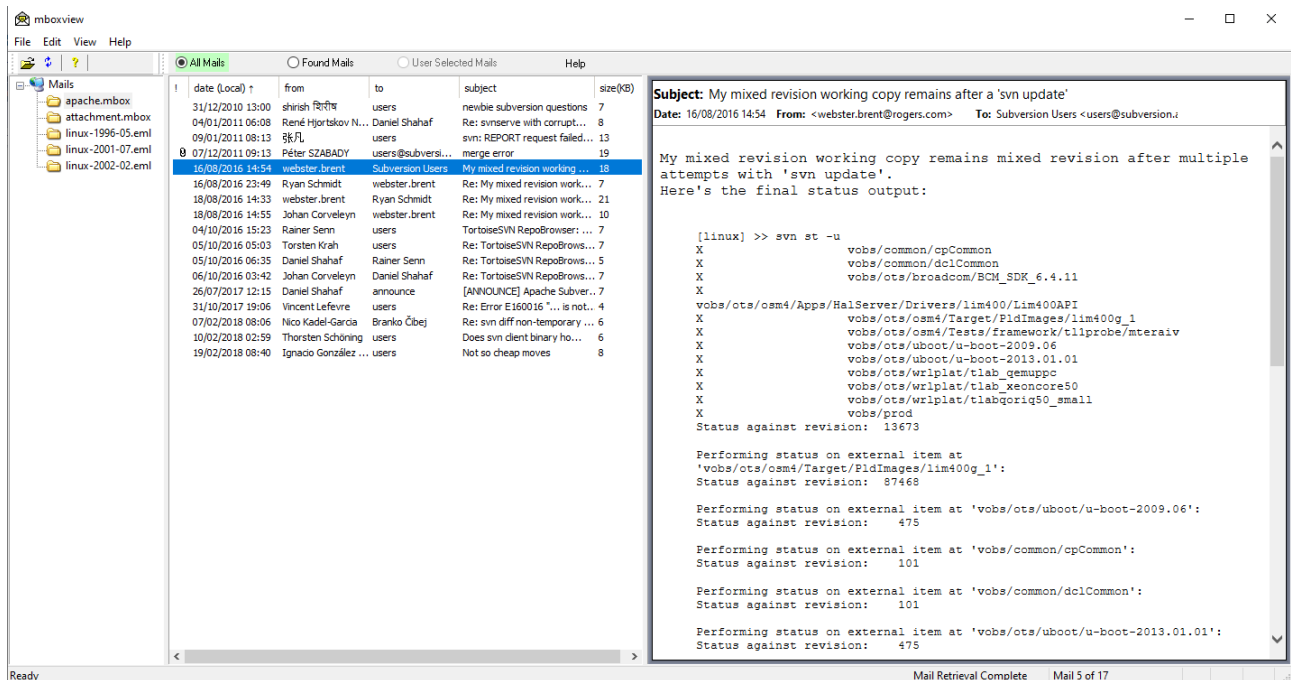 mboxview
File Edit View Help
All Mails Found Mails User Selected Mails Help
Mails
apache.mbox
attachment.mbox
linux-1996-05.eml
linux-2001-07.eml
linux-2002-02.eml
! date (Local) ↑ from to subject size(KB)
31/12/2010 13:00 shirish शिरीष users newbie subversion questions 7
04/01/2011 06:08 René Hjortskov N... Daniel Shahaf Re: svnserve with corrupt... 8
09/01/2011 08:13 张凡 users svn: REPORT request failed... 13
07/12/2011 09:13 Péter SZABADY users@subversi... merge error 19
16/08/2016 14:54 webster.brent Subversion Users My mixed revision working ... 18
16/08/2016 23:49 Ryan Schmidt webster.brent Re: My mixed revision work... 7
18/08/2016 14:33 webster.brent Ryan Schmidt Re: My mixed revision work... 21
18/08/2016 14:55 Johan Corveleyn webster.brent Re: My mixed revision work... 10
04/10/2016 15:23 Rainer Senn users TortoiseSVN RepoBrowser: ... 7
05/10/2016 05:03 Torsten Krah users Re: TortoiseSVN RepoBrows... 7
05/10/2016 06:35 Daniel Shahaf Rainer Senn Re: TortoiseSVN RepoBrows... 5
06/10/2016 03:42 Johan Corveleyn Daniel Shahaf Re: TortoiseSVN RepoBrows... 7
26/07/2017 12:15 Daniel Shahaf announce [ANNOUNCE] Apache Subver... 7
31/10/2017 19:06 Vincent Lefevre users Re: Error E160016 "... is not... 4
07/02/2018 08:06 Nico Kadel-Garcia Branko Čibej Re: svn diff non-temporary ... 6
10/02/2018 02:59 Thorsten Schöning users Does svn client binary ho... 6
19/02/2018 08:40 Ignacio González ... users Not so cheap moves 8
Subject: My mixed revision working copy remains after a 'svn update'
Date: 16/08/2016 14:54 From: <webster.brent@rogers.com> To: Subversion Users <users@subversion.a
My mixed revision working copy remains mixed revision after multiple
attempts with 'svn update'.
Here's the final status output:
[linux] >> svn st -u
X vobs/common/cpCommon
X vobs/common/dclCommon
X vobs/ots/broadcom/BCM_SDK_6.4.11
X
vobs/ots/osm4/Apps/HalServer/Drivers/lim400/Lim400API
X vobs/ots/osm4/Target/PldImages/lim400g_1
X vobs/ots/osm4/Tests/framework/tl1probe/mteraiv
X vobs/ots/uboot/u-boot-2009.06
X vobs/ots/uboot/u-boot-2013.01.01
X vobs/ots/wrlplat/tlab_qemuppc
X vobs/ots/wrlplat/tlab_xeoncore50
X vobs/ots/wrlplat/tlabqoriq50_small
X vobs/prod
Status against revision: 13673
Performing status on external item at
'vobs/ots/osm4/Target/PldImages/lim400g_1':
Status against revision: 87468
Performing status on external item at 'vobs/ots/uboot/u-boot-2009.06':
Status against revision: 475
Performing status on external item at 'vobs/common/cpCommon':
Status against revision: 101
Performing status on external item at 'vobs/common/dclCommon':
Status against revision: 101
Performing status on external item at 'vobs/ots/uboot/u-boot-2013.01.01':
Status against revision: 475
Ready Mail Retrieval Complete Mail 5 of 17